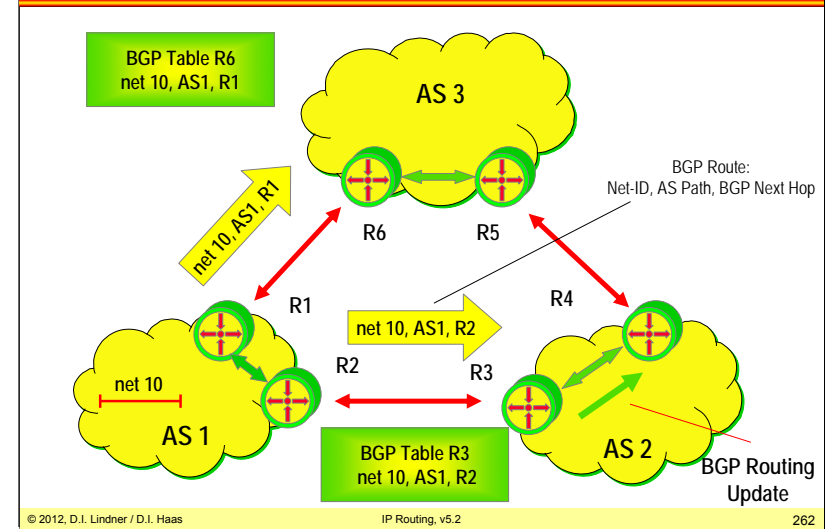 BGP Table R6
net 10, AS1, R1
AS 3
BGP Route:
Net-ID, AS Path, BGP Next Hop
net 10, AS1, R1
R6
R5
R1
R4
net 10, AS1, R2
R2
R3
net 10
AS 1
AS 2
BGP Table R3
net 10, AS1, R2
BGP Routing
Update
© 2012, D.I. Lindner / D.I. Haas
IP Routing, v5.2
262